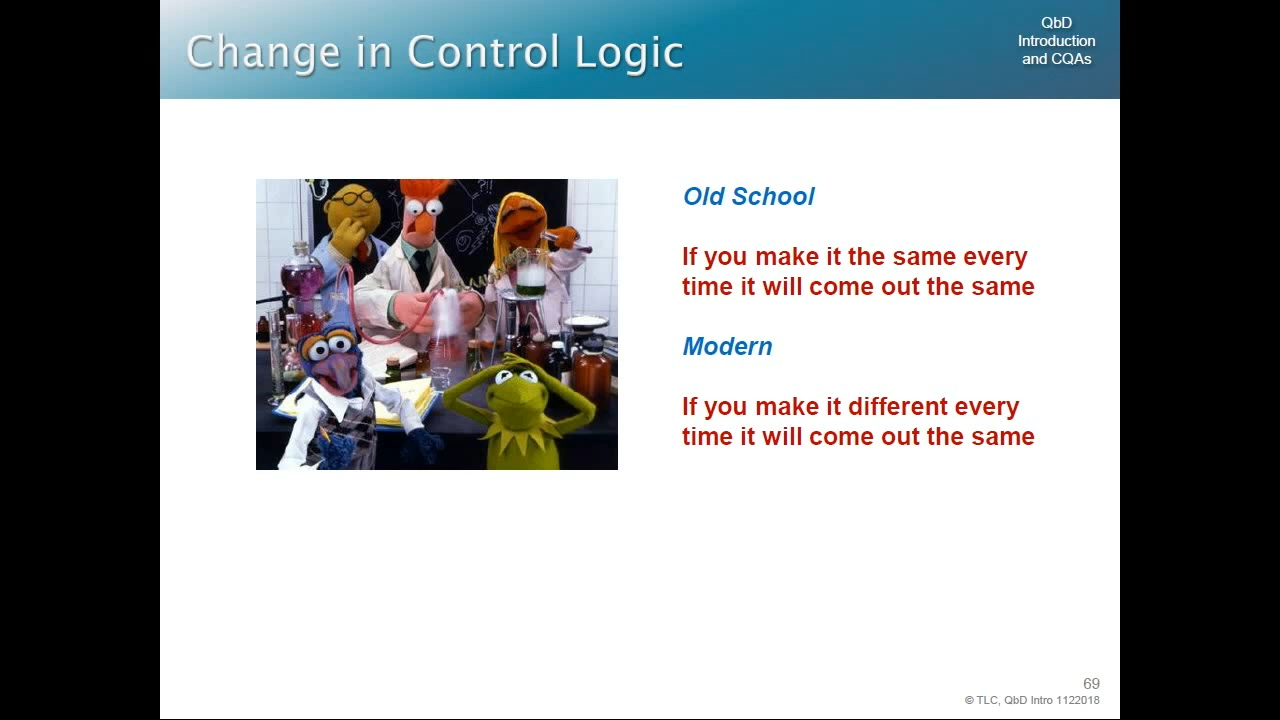 Change in Control Logic
QbD
Introduction
and CQAs
Old School
If you make it the same every
time it will come out the same
Modern
If you make it different every
time it will come out the same
69
© TLC, QbD Intro 1122018